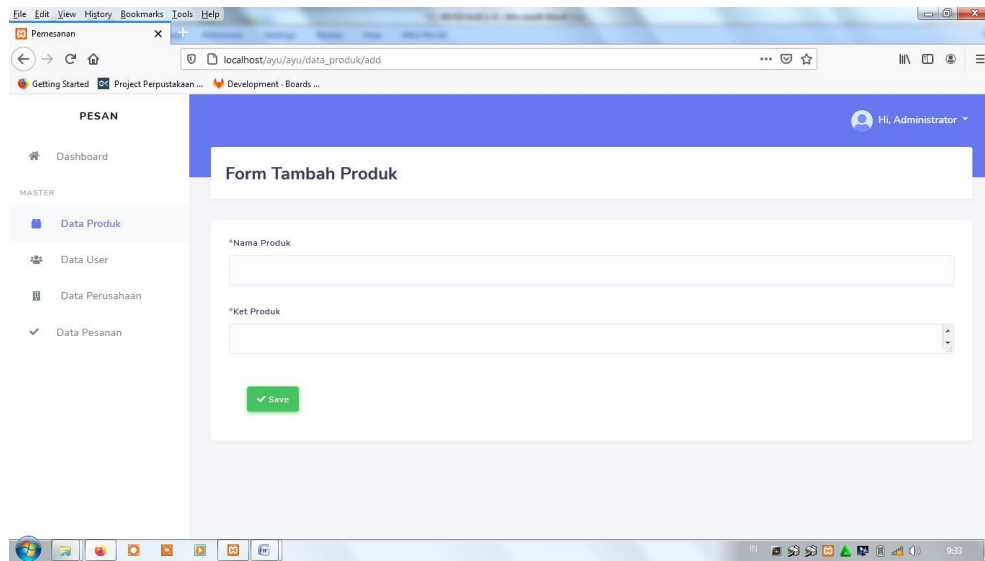 File Edit View History Bookmarks Tools Help
Pemesanan
localhost/ayu/ayu/data_produk/add
Getting Started Project Perpustakaan ... Development - Boards ...
PESAN
Hi, Administrator
Dashboard
Form Tambah Produk
MASTER
Data Produk
Data User
Data Perusahaan
Data Pesanan
*Nama Produk
*Ket Produk
Save
IN
9:33